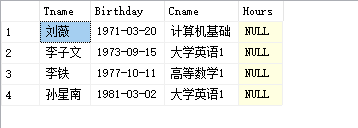 Tname Birthday Cname Hours
1 刘薇 1971-03-20 计算机基础 NULL
2 李子文 1973-09-15 大学英语1 NULL
3 李铁 1977-10-11 高等数学1 NULL
4 孙星南 1981-03-02 大学英语1 NULL